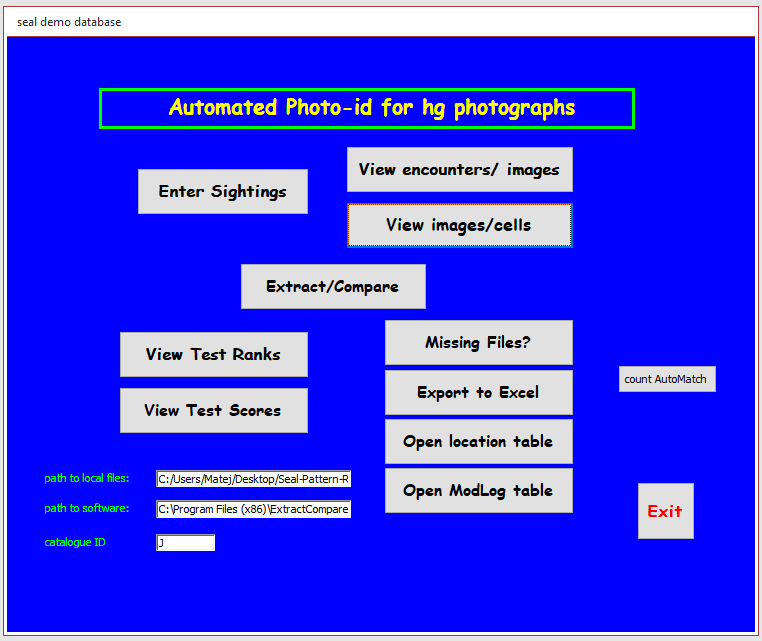 seal demo database
Automated Photo-id for hg photographs
View encounters/ images
Enter Sightings
View images/cells
Extract/Compare
Missing Files?
View Test Ranks
count AutoMatch
Export to Excel
View Test Scores
Open location table
path to local files: C:/Users/Matej/Desktop/Seal-Pattern-R
Open ModLog table
path to software: C:\Program Files (x86)\ExtractCompare
Exit
catalogue ID J